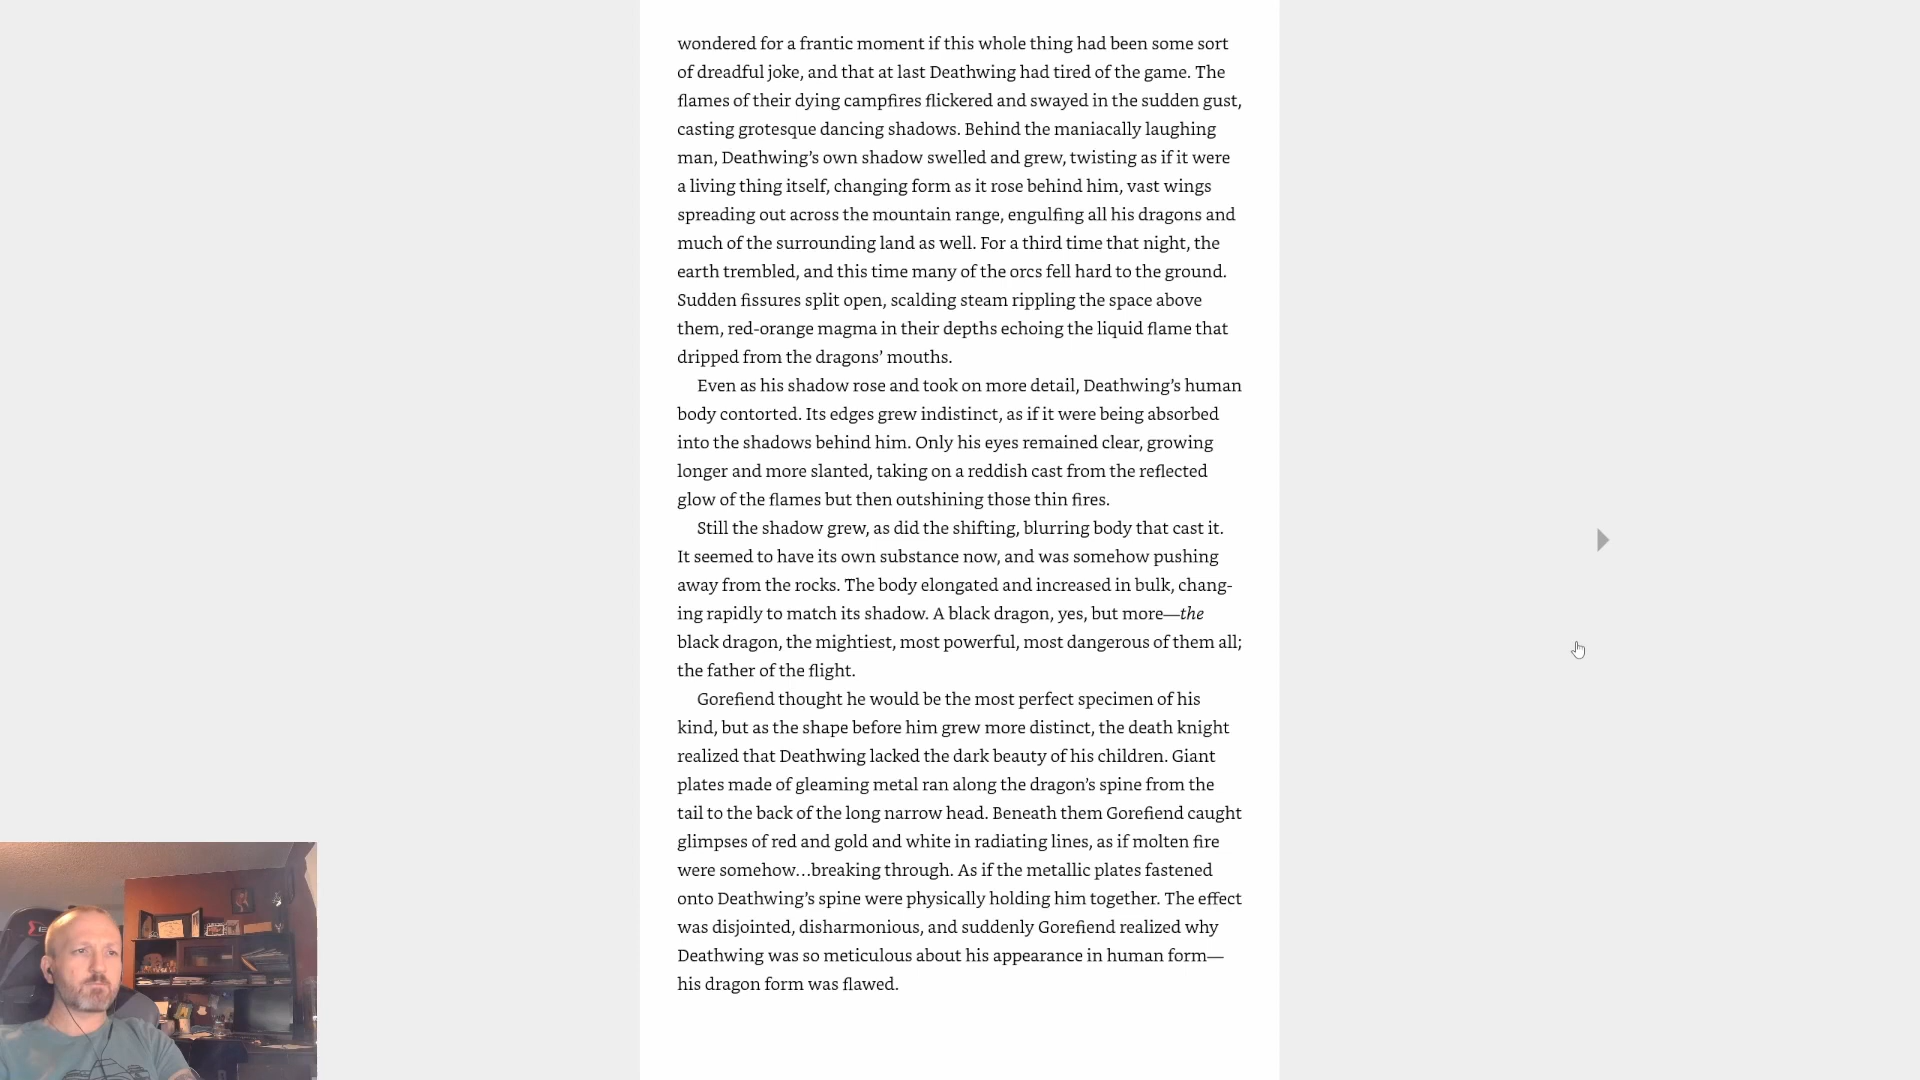 wondered for a frantic moment if this whole thing had been some sort
of dreadful joke, and that at last Deathwing had tired of the game. The
flames of their dying campfires flickered and swayed in the sudden gust,
casting grotesque dancing shadows. Behind the maniacally laughing
man, Deathwing’s own shadow swelled and grew, twisting as if it were
a living thing itself, changing form as it rose behind him, vast wings
spreading out across the mountain range, engulfing all his dragons and
much of the surrounding land as well. For a third time that night, the
earth trembled, and this time many of the orcs fell hard to the ground.
Sudden fissures split open, scalding steam rippling the space above
them, red-orange magma in their depths echoing the liquid flame that
dripped from the dragons’ mouths.
Even as his shadow rose and took on more detail, Deathwing’s human
body contorted. Its edges grew indistinct, as if it were being absorbed
into the shadows behind him. Only his eyes remained clear, growing
longer and more slanted, taking on a reddish cast from the reflected
glow of the flames but then outshining those thin fires.
Still the shadow grew, as did the shifting, blurring body that cast it.
It seemed to have its own substance now, and was somehow pushing
away from the rocks. The body elongated and increased in bulk, chang-
ing rapidly to match its shadow. A black dragon, yes, but more—the
black dragon, the mightiest, most powerful, most dangerous of them all;
the father of the flight.
Gorefiend thought he would be the most perfect specimen of his
kind, but as the shape before him grew more distinct, the death knight
realized that Deathwing lacked the dark beauty of his children. Giant
plates made of gleaming metal ran along the dragon’s spine from the
tail to the back of the long narrow head. Beneath them Gorefiend caught
glimpses of red and gold and white in radiating lines, as if molten fire
were somehow…breaking through. As if the metallic plates fastened
onto Deathwing’s spine were physically holding him together. The effect
was disjointed, disharmonious, and suddenly Gorefiend realized why
Deathwing was so meticulous about his appearance in human form—
his dragon form was flawed.